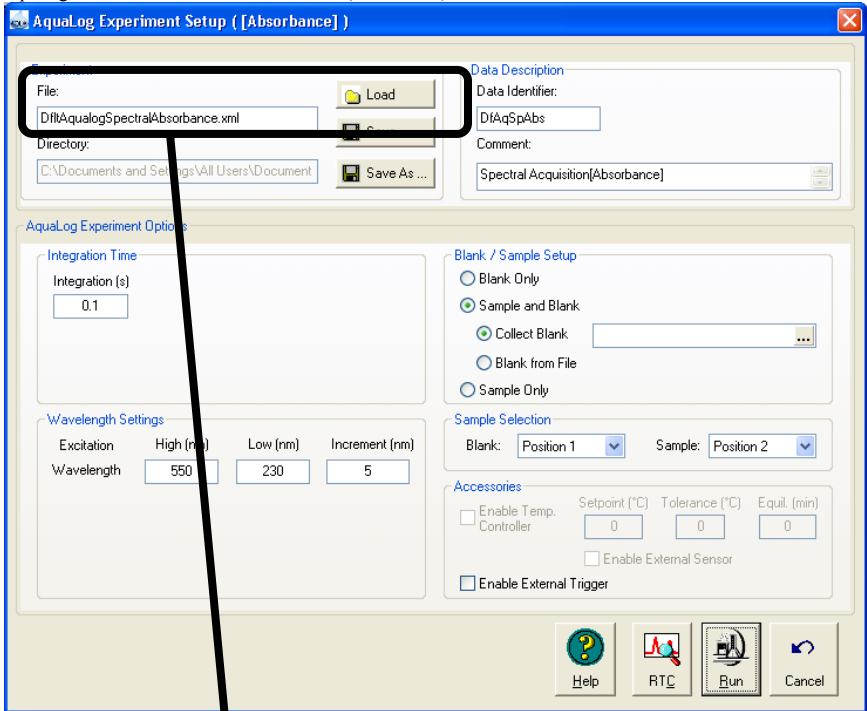 AquaLog Experiment Setup ( [Absorbance] )
Data Description
File:
Load
DfltAqualogSpectralAbsorbance.xml
Directory:
C:\Documents and Settings\All Users\Document
Save As ...
Data Identifier:
DfAqSpAbs
Comment:
Spectral Acquisition[Absorbance]
AquaLog Experiment Options
Integration Time
Integration (s)
0.1
Blank / Sample Setup
Blank Only
Sample and Blank
Collect Blank
...
Blank from File
Sample Only
Wavelength Settings
Excitation High (nm) Low (nm) Increment (nm)
Wavelength 550 230 5
Sample Selection
Blank: Position 1 Sample: Position 2
Accessories
Enable Temp. Controller
Setpoint (°C) Tolerance (°C) Equil. (min)
0 0 0
Enable External Sensor
Enable External Trigger
Help RTC Run Cancel